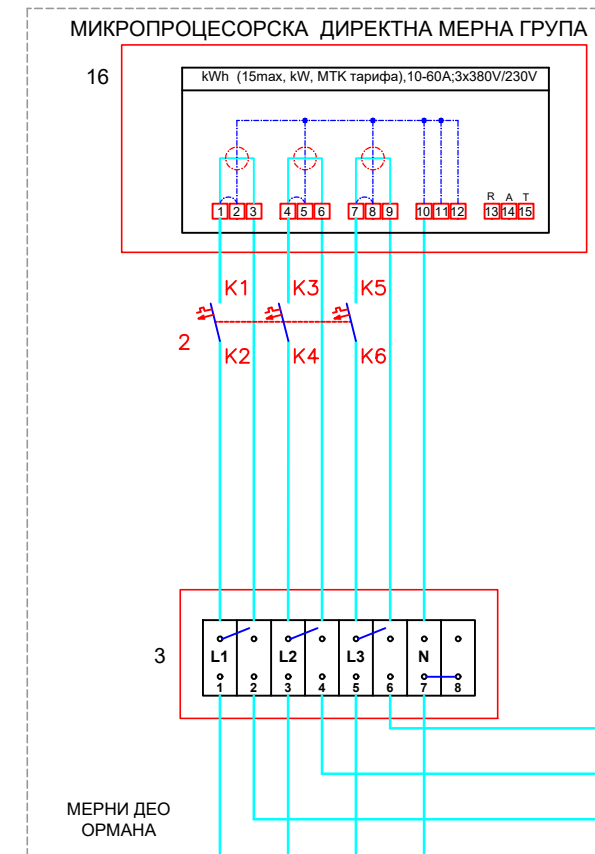 МИКРОПРОЦЕСОРСКА ДИРЕКТНА МЕРНА ГРУПА
16
kWh (15max, kW, МТК тарифа),10-60А;3x380V/230V
R A T
1 2 3 4 5 6 7 8 9 10 11 12 13 14 15
K1 K3 K5
2
K2 K4 K6
3
L1 L2 L3 N
1 2 3 4 5 6 7 8
МЕРНИ ДЕО
ОРМАНА